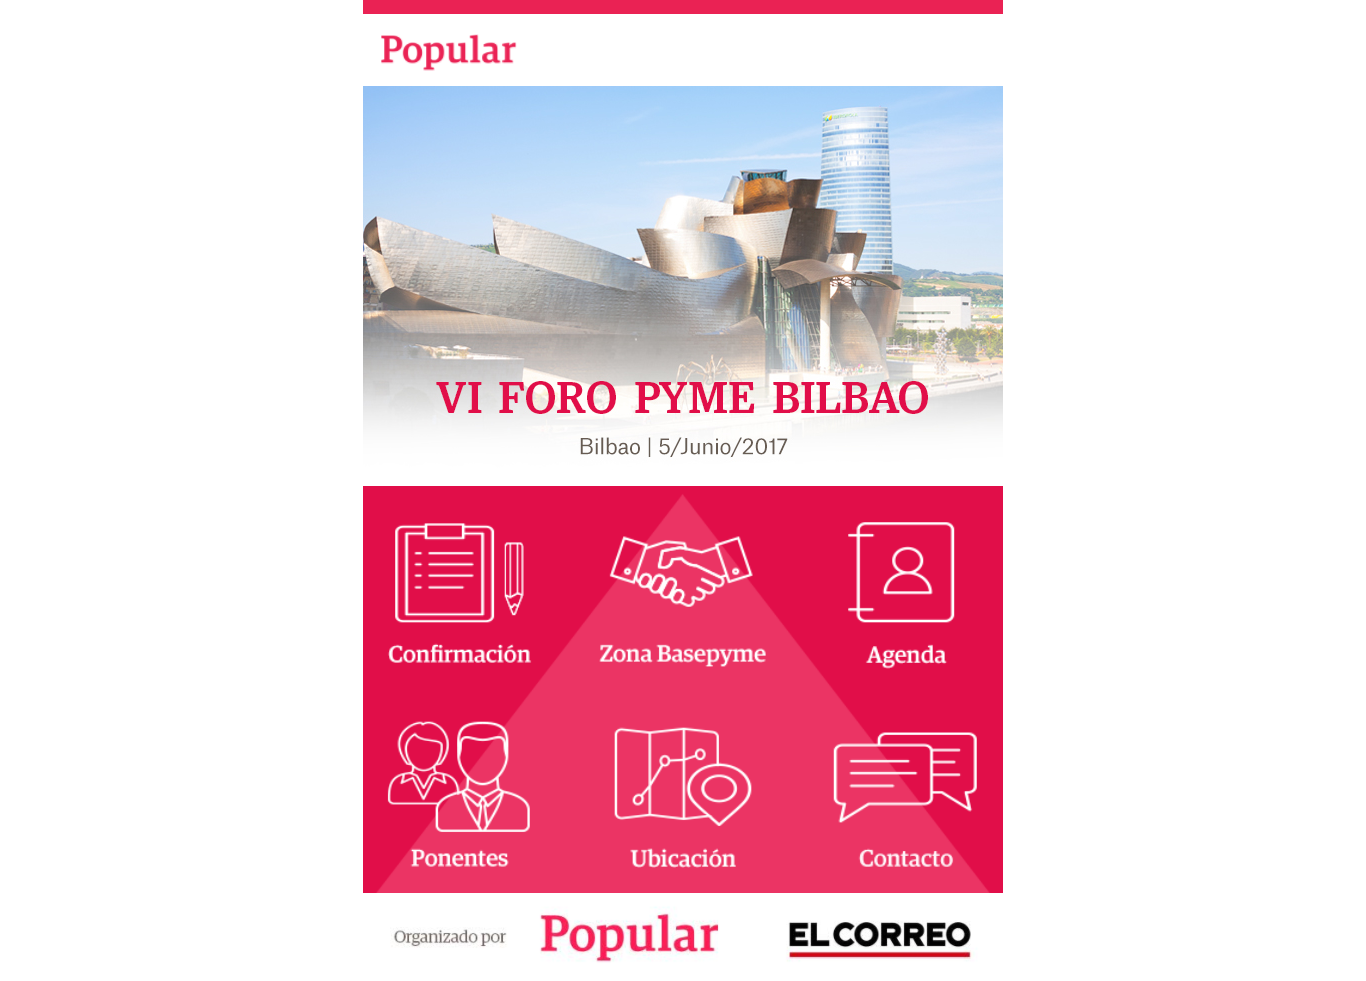 Popular
VI FORO PYME BILBAO
Bilbao | 5/Junio/2017
Confirmación
Zona Basepyme
Agenda
Ponentes
Ubicación
Contacto
Organizado por
Popular
EL CORREO